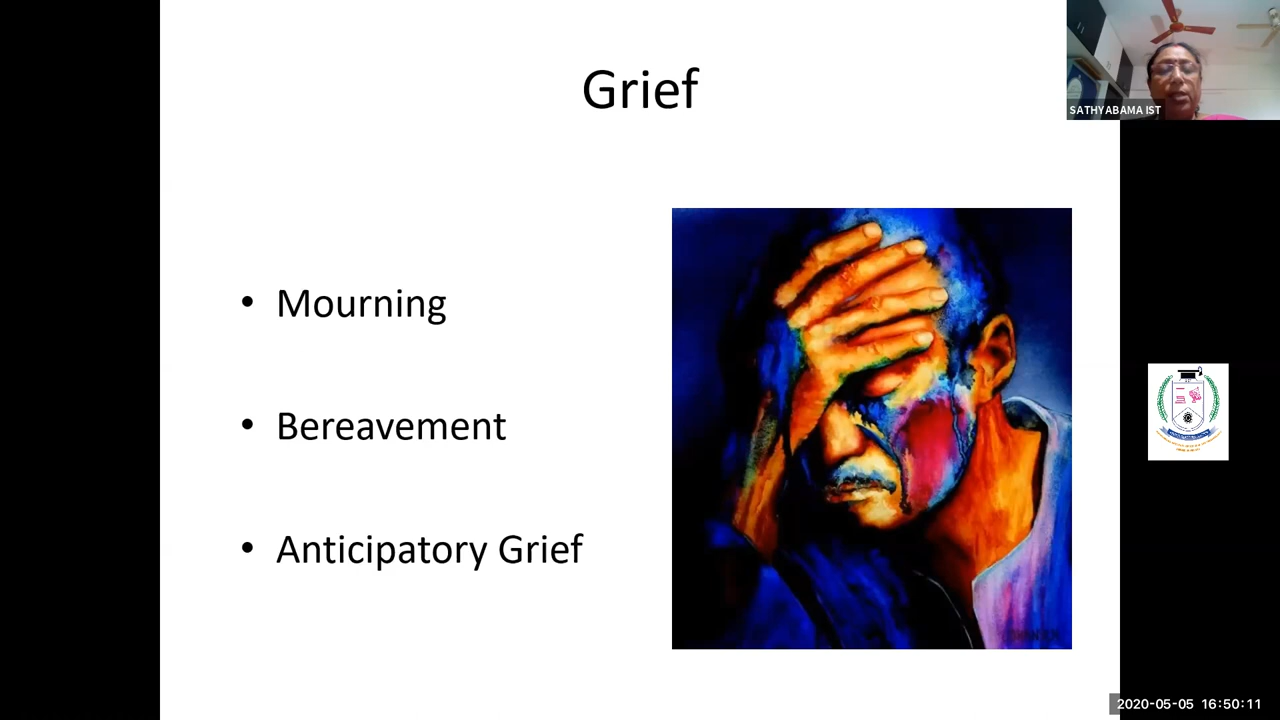 Grief
SATHYABAMA IST
• Mourning
• Bereavement
• Anticipatory Grief
2020-05-05 16:50:11